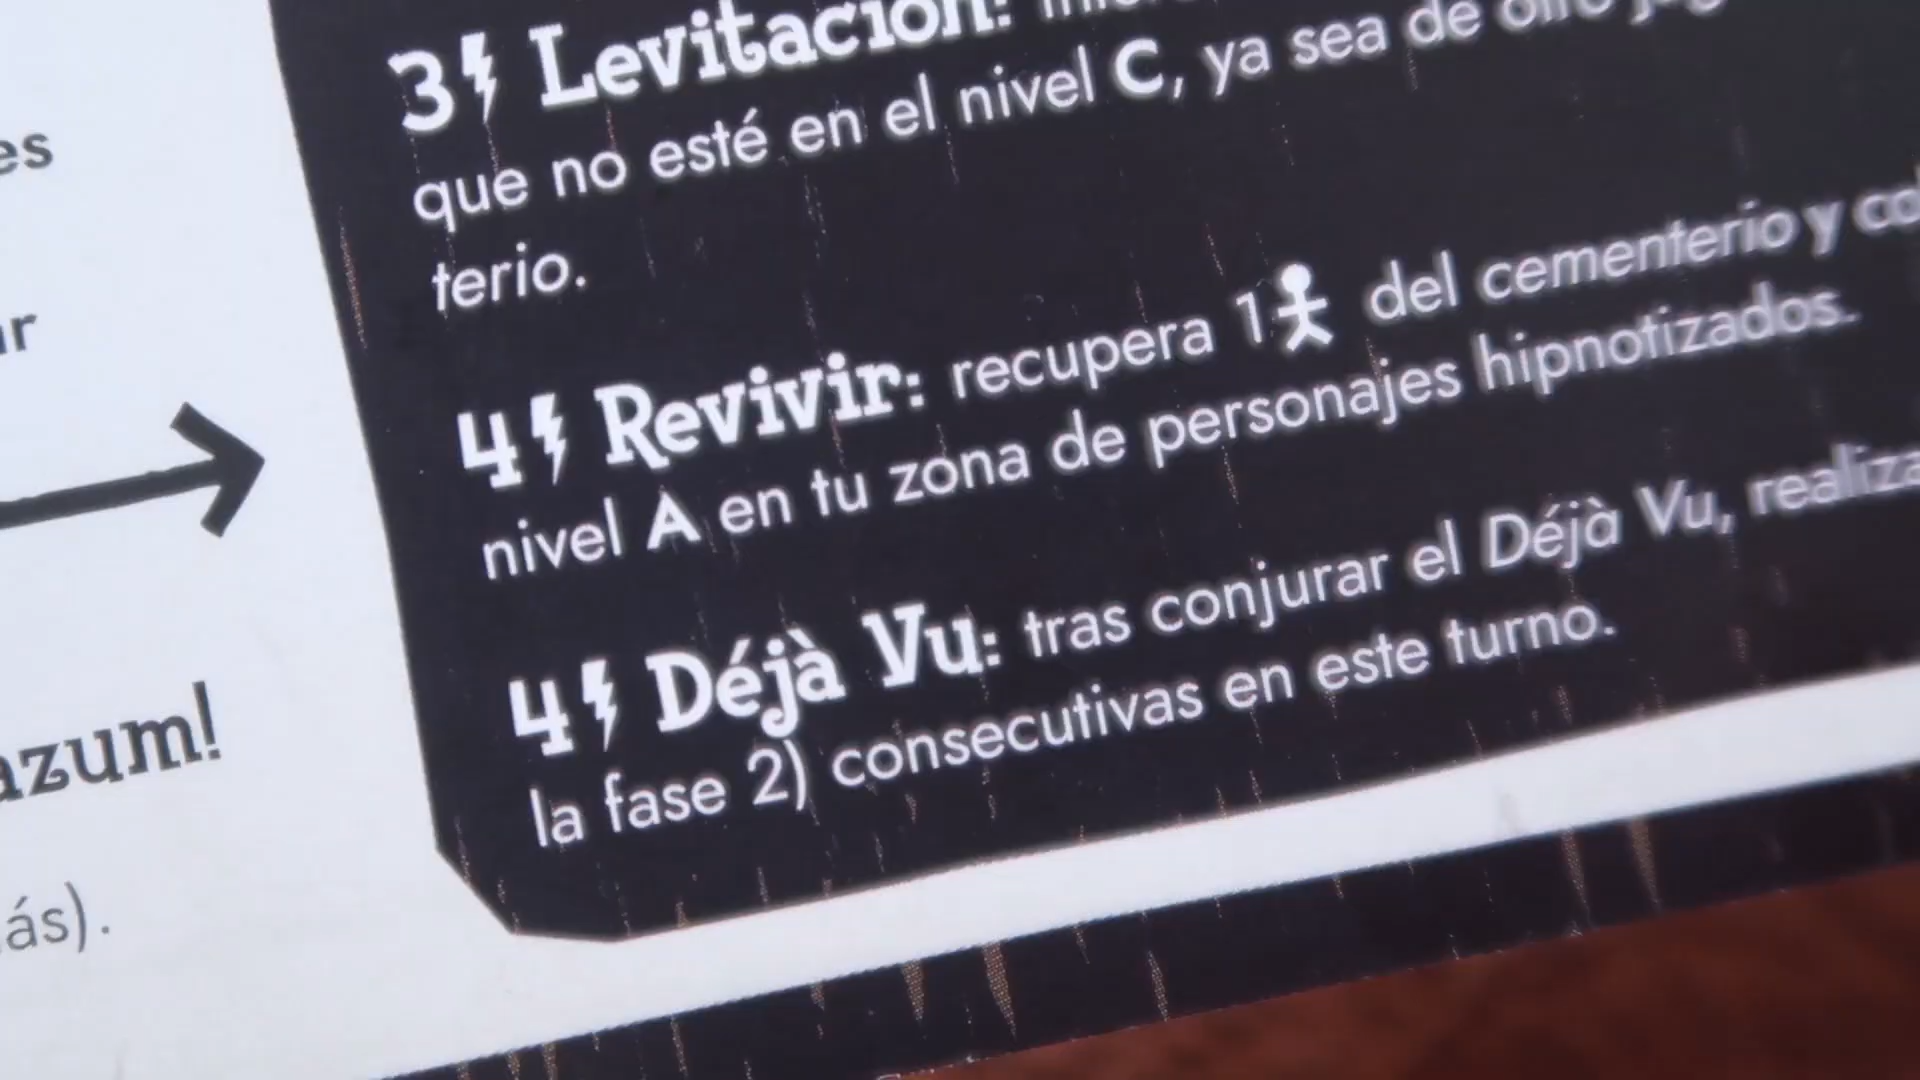 3 Levitación:
que no esté en el nivel C, ya sea de otro
terio.
4 Revivir: recupera 1 del cementerio y
nivel A en tu zona de personajes hipnotizados.
4 Déjà Vu: tras conjurar el Déjà Vu, realiza
la fase 2) consecutivas en este turno.
es
ar
azum!
ás).